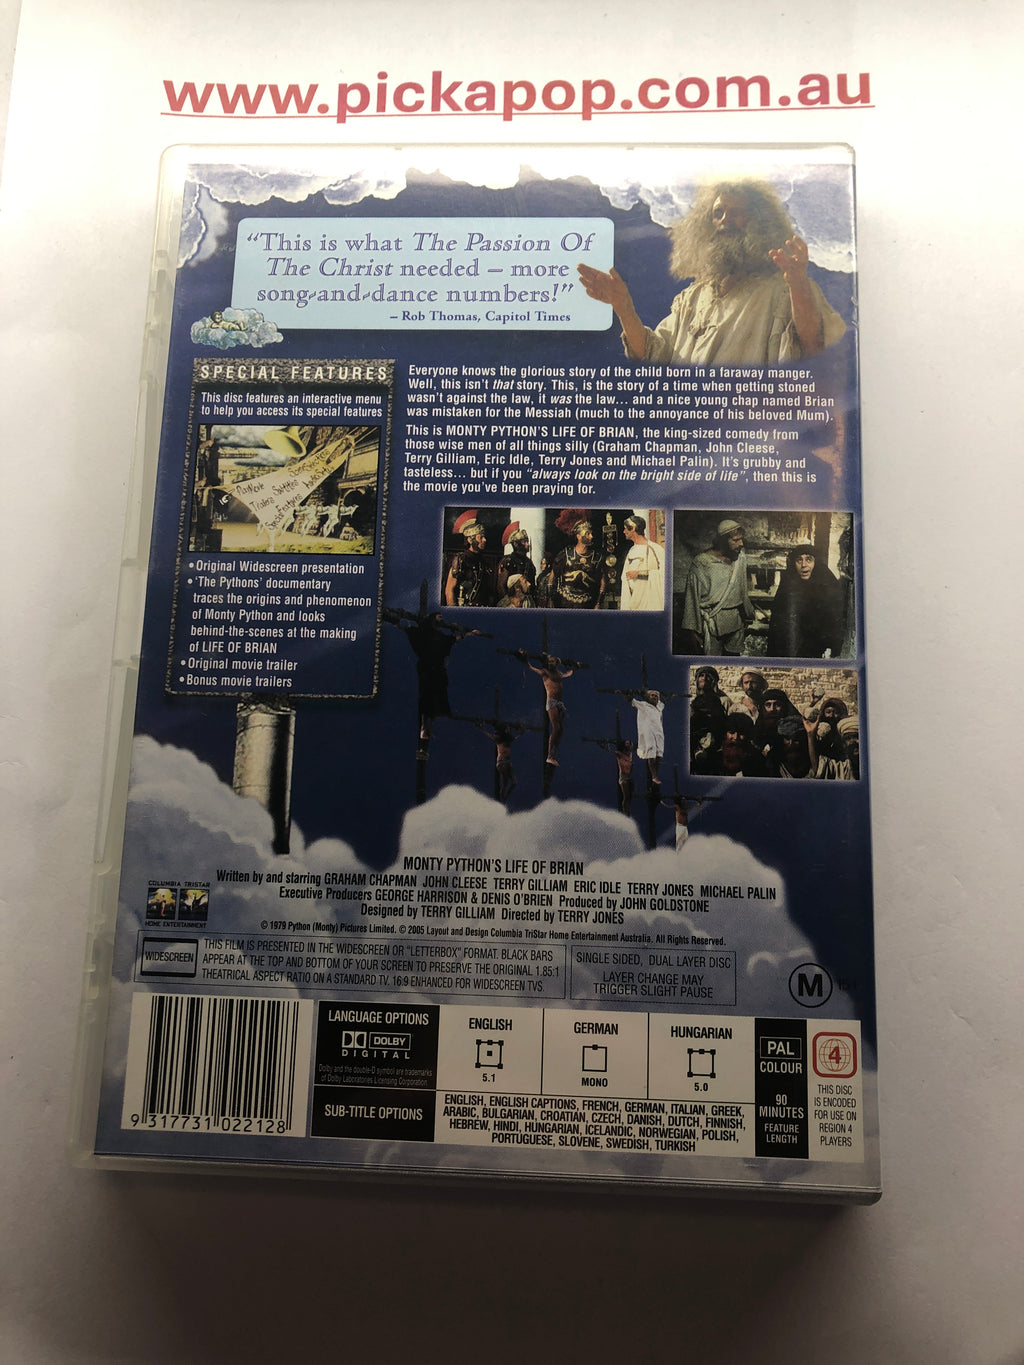 www.pickapop.com.au
“This is what The Passion Of
The Christ needed – more
song-and-dance numbers!”
– Rob Thomas, Capitol Times
SPECIAL FEATURES
This disc features an interactive menu
to help you access its special features
• Original Widescreen presentation
• ‘The Pythons’ documentary
traces the origins and phenomenon
of Monty Python and looks
behind-the-scenes at the making
of LIFE OF BRIAN
• Original movie trailer
• Bonus movie trailers
Everyone knows the glorious story of the child born in a faraway manger.
Well, this isn’t that story. This, is the story of a time when getting stoned
wasn’t against the law, it was the law... and a nice young chap named Brian
was mistaken for the Messiah (much to the annoyance of his beloved Mum).
This is MONTY PYTHON’S LIFE OF BRIAN, the king-sized comedy from
those wise men of all things silly (Graham Chapman, John Cleese,
Terry Gilliam, Eric Idle, Terry Jones and Michael Palin). It’s grubby and
tasteless... but if you “always look on the bright side of life”, then this is
the movie you’ve been praying for.
MONTY PYTHON’S LIFE OF BRIAN
Written by and starring GRAHAM CHAPMAN JOHN CLEESE TERRY GILLIAM ERIC IDLE TERRY JONES MICHAEL PALIN
Executive Producers GEORGE HARRISON & DENIS O’BRIEN Produced by JOHN GOLDSTONE
Designed by TERRY GILLIAM Directed by TERRY JONES
© 1979 Python (Monty) Pictures Limited. © 2005 Layout and Design Columbia TriStar Home Entertainment Australia. All Rights Reserved.
COLUMBIA TRISTAR
HOME ENTERTAINMENT
WIDESCREEN
THIS FILM IS PRESENTED IN THE WIDESCREEN OR “LETTERBOX” FORMAT. BLACK BARS
APPEAR AT THE TOP AND BOTTOM OF YOUR SCREEN TO PRESERVE THE ORIGINAL 1.85:1
THEATRICAL ASPECT RATIO ON A STANDARD TV. 16:9 ENHANCED FOR WIDESCREEN TVS.
SINGLE SIDED, DUAL LAYER DISC
LAYER CHANGE MAY
TRIGGER SLIGHT PAUSE
M
9 317731 022128
LANGUAGE OPTIONS
DOLBY
DIGITAL
Dolby and the double-D symbol are trademarks
of Dolby Laboratories Licensing Corporation.
ENGLISH
5.1
GERMAN
MONO
HUNGARIAN
5.0
SUB-TITLE OPTIONS
ENGLISH, ENGLISH CAPTIONS, FRENCH, GERMAN, ITALIAN, GREEK,
ARABIC, BULGARIAN, CROATIAN, CZECH, DANISH, DUTCH, FINNISH,
HEBREW, HINDI, HUNGARIAN, ICELANDIC, NORWEGIAN, POLISH,
PORTUGUESE, SLOVENE, SWEDISH, TURKISH
PAL
COLOUR
90
MINUTES
FEATURE
LENGTH
4
THIS DISC
IS ENCODED
FOR USE ON
REGION 4
PLAYERS